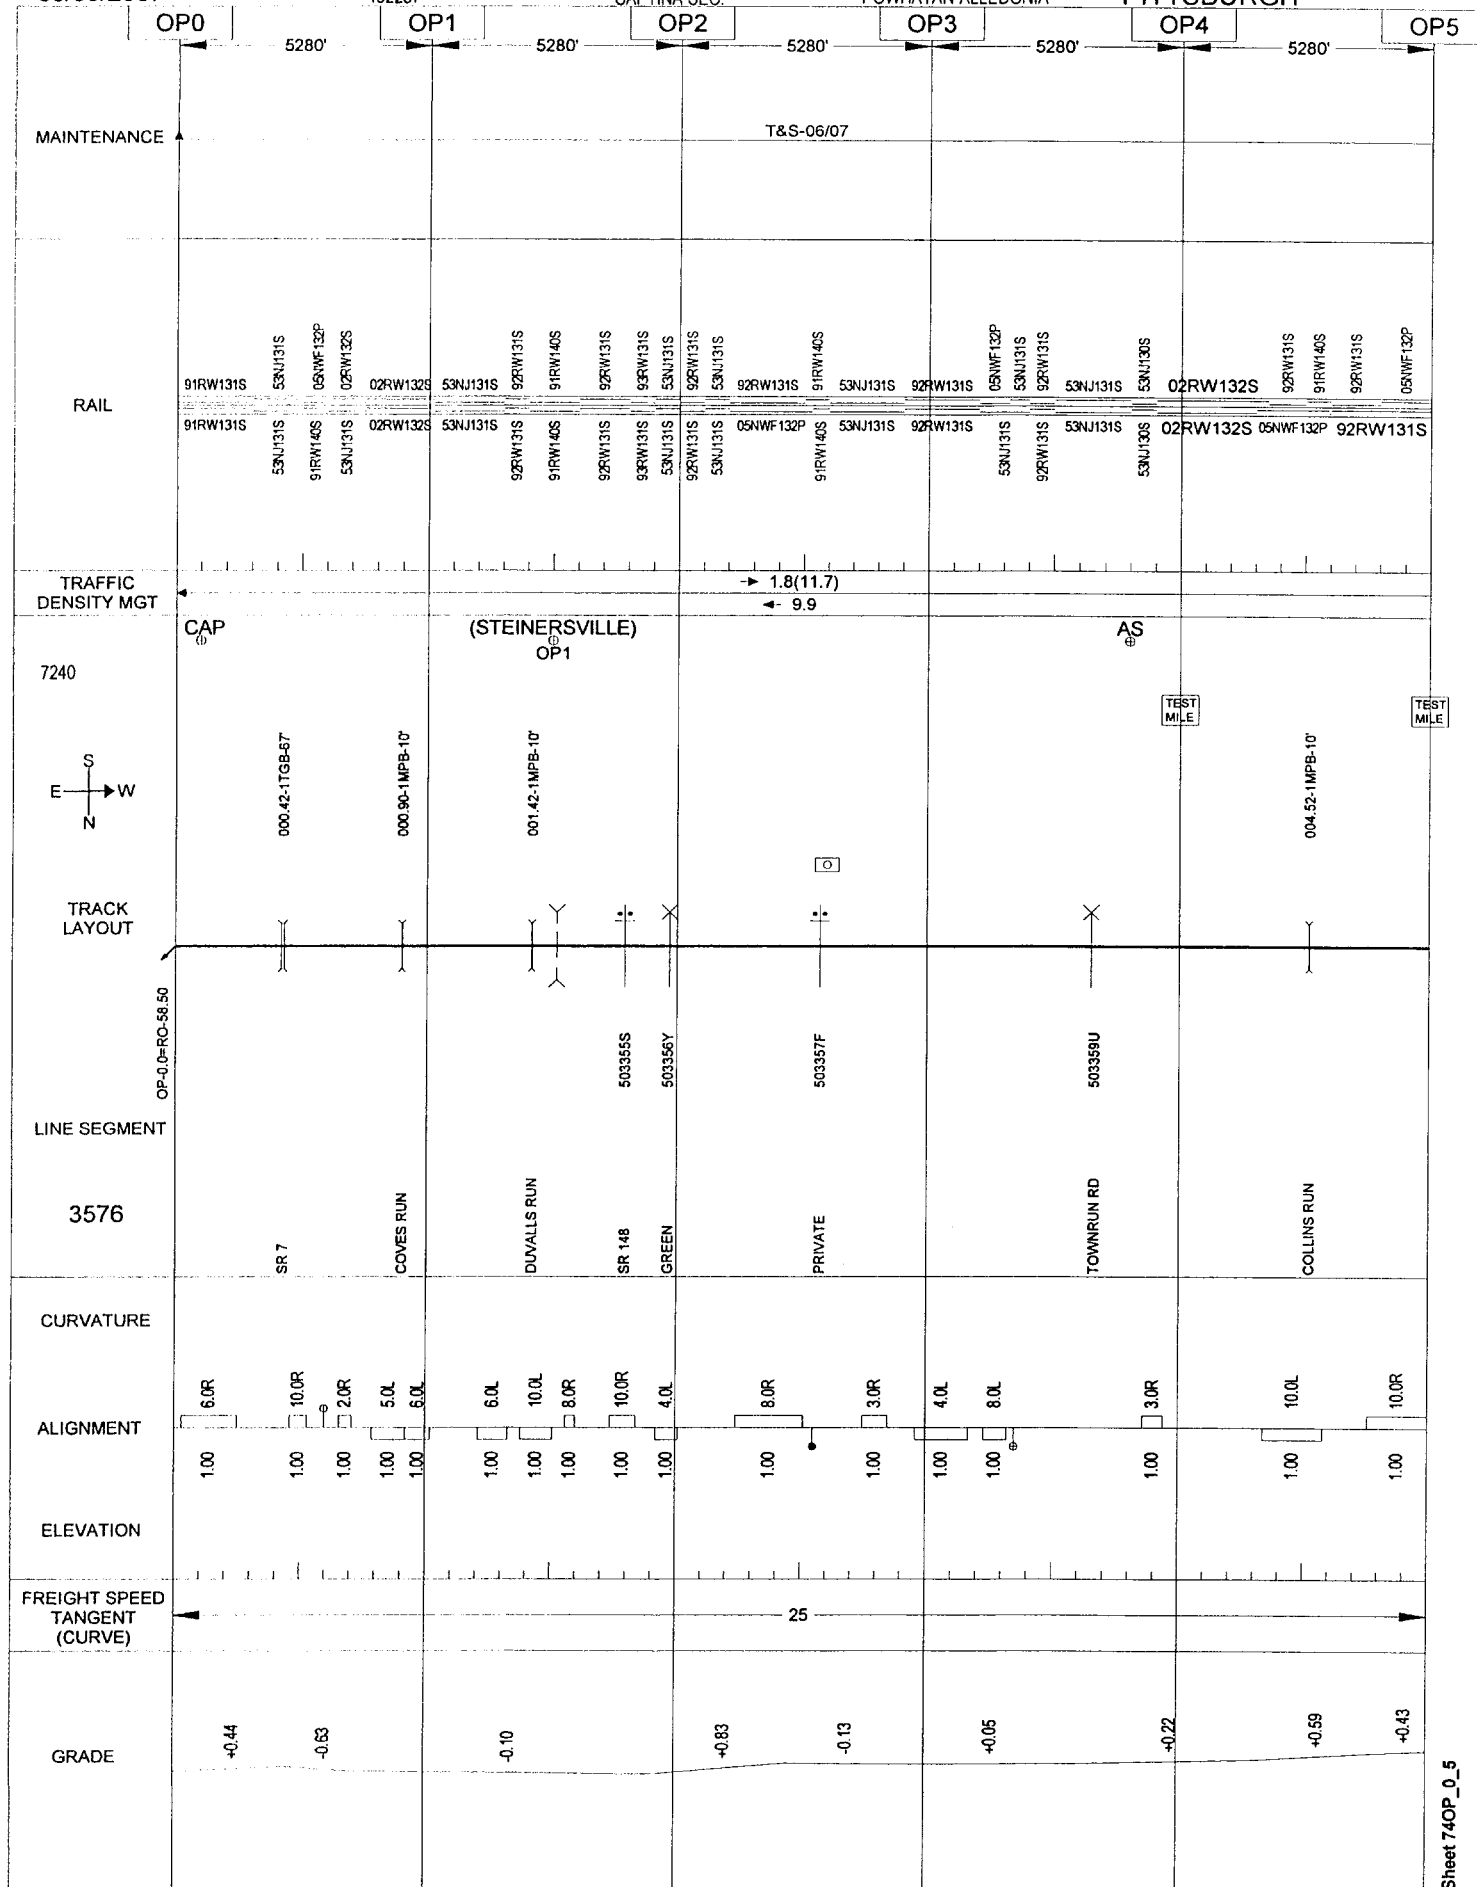 OP0 OP1 OP2 OP3 OP4 OP5
5280' 5280' 5280' 5280' 5280'
MAINTENANCE
T&S-06/07
RAIL
91RW131S 53NJ131S 05NWF132P 02RW132S 02RW132S 53NJ131S 92RW131S 91RW140S 92RW131S 93RW131S 53NJ131S 92RW131S 53NJ131S 92RW131S 91RW140S 53NJ131S 92RW131S 05NWF132P 53NJ131S 92RW131S 53NJ131S 53NJ130S 02RW132S 92RW131S 91RW140S 92RW131S 05NWF132P
91RW131S 53NJ131S 91RW140S 53NJ131S 02RW132S 53NJ131S 92RW131S 91RW140S 92RW131S 93RW131S 53NJ131S 92RW131S 53NJ131S 05NWF132P 91RW140S 53NJ131S 92RW131S 53NJ131S 92RW131S 53NJ131S 53NJ130S 02RW132S 05NWF132P 92RW131S
TRAFFIC
DENSITY MGT
1.8(11.7)
9.9
CAP (STEINERSVILLE) AS
OP1
7240
TEST
MILE
TEST
MILE
S
E W
N
000.42-1TGB-67' 000.90-1MPB-10' 001.42-1MPB-10' 004.52-1MPB-10'
TRACK
LAYOUT
OP-0.0=RO-58.50
503355S 503356Y 503357F 503359U
LINE SEGMENT
3576
SR 7 COVES RUN DUVALLS RUN SR 148 GREEN PRIVATE TOWNRUN RD COLLINS RUN
CURVATURE
6.0R 10.0R 2.0R 5.0L 6.0L 6.0L 10.0L 8.0R 10.0R 4.0L 8.0R 3.0R 4.0L 8.0L 3.0R 10.0L 10.0R
ALIGNMENT
1.00 1.00 1.00 1.00 1.00 1.00 1.00 1.00 1.00 1.00 1.00 1.00 1.00 1.00 1.00 1.00 1.00
ELEVATION
FREIGHT SPEED
TANGENT
(CURVE)
25
GRADE
+0.44 -0.63 -0.10 +0.83 -0.13 +0.05 +0.22 +0.59 +0.43
Sheet 74OP_0_5